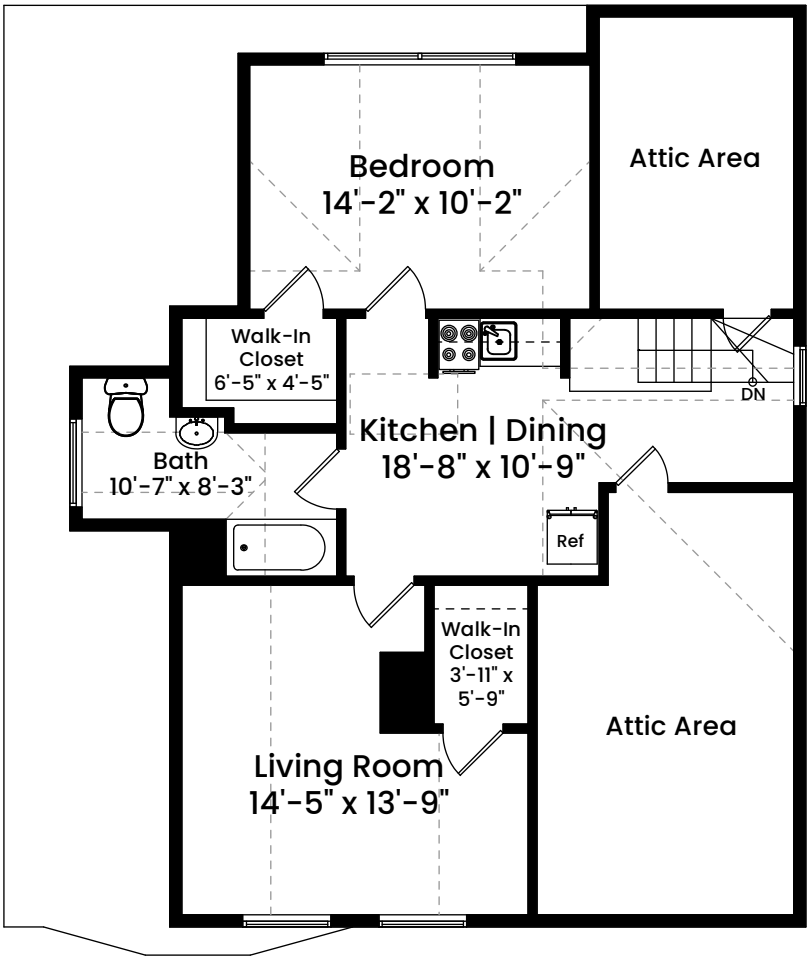 Attic Area
Bedroom
14'-2" x 10'-2"
Walk-In
Closet
6'-5" x 4'-5"
DN
Kitchen | Dining
18'-8" x 10'-9"
Bath
10'-7" x 8'-3"
Ref
Walk-In
Closet
3'-11" x
5'-9"
Attic Area
Living Room
14'-5" x 13'-9"